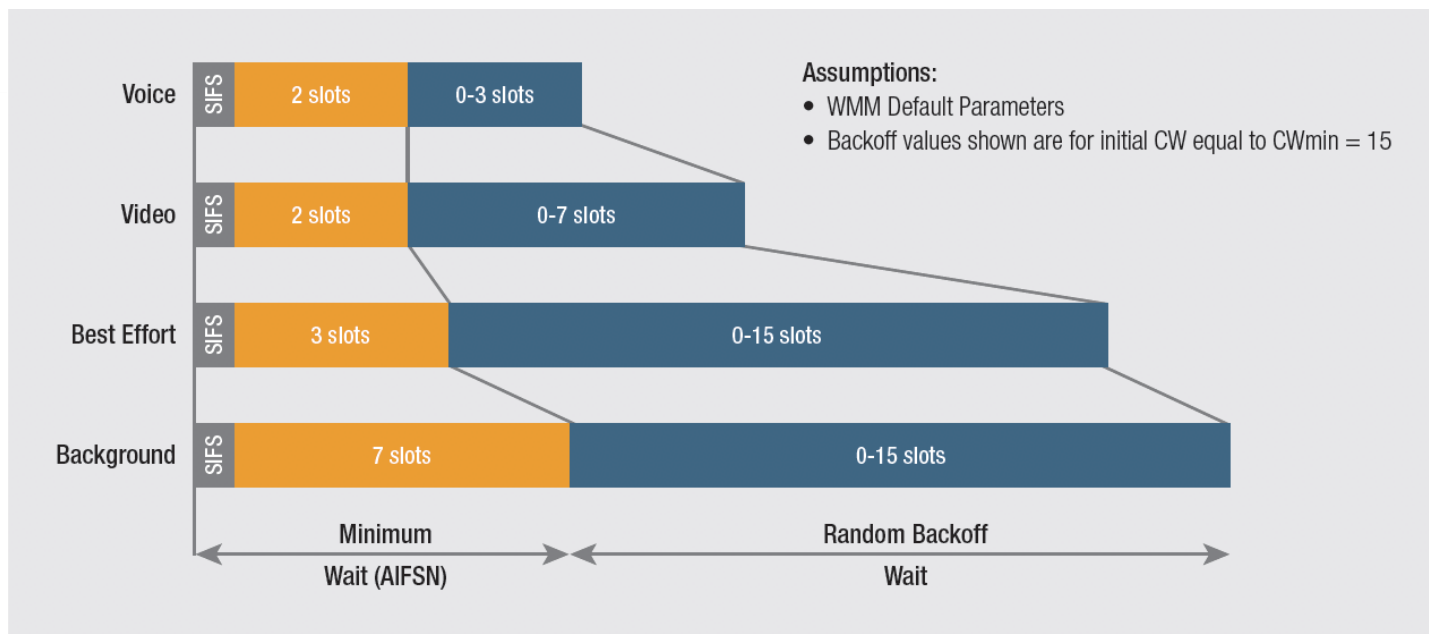 Voice
SIFS
2 slots
0-3 slots
Assumptions:
• WMM Default Parameters
• Backoff values shown are for initial CW equal to CWmin = 15
Video
SIFS
2 slots
0-7 slots
Best Effort
SIFS
3 slots
0-15 slots
Background
SIFS
7 slots
0-15 slots
Minimum
Wait (AIFSN)
Random Backoff
Wait